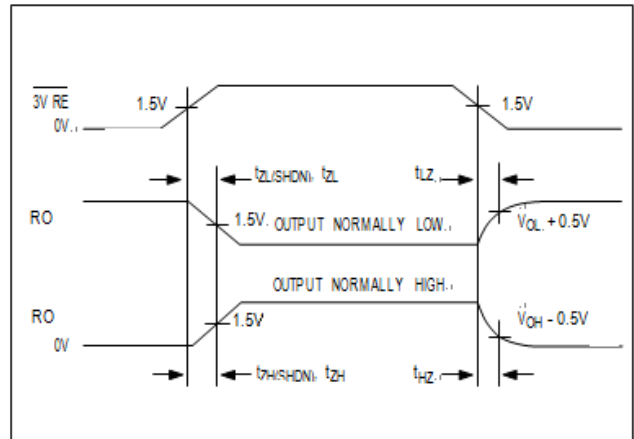 3V RE
1.5V
1.5V
0V
tZL(SHDN), tZL
tLZ
RO
1.5V. OUTPUT NORMALLY LOW
VOL + 0.5V
OUTPUT NORMALLY HIGH
RO
1.5V
VOH - 0.5V
0V
tZH(SHDN), tZH
tHZ